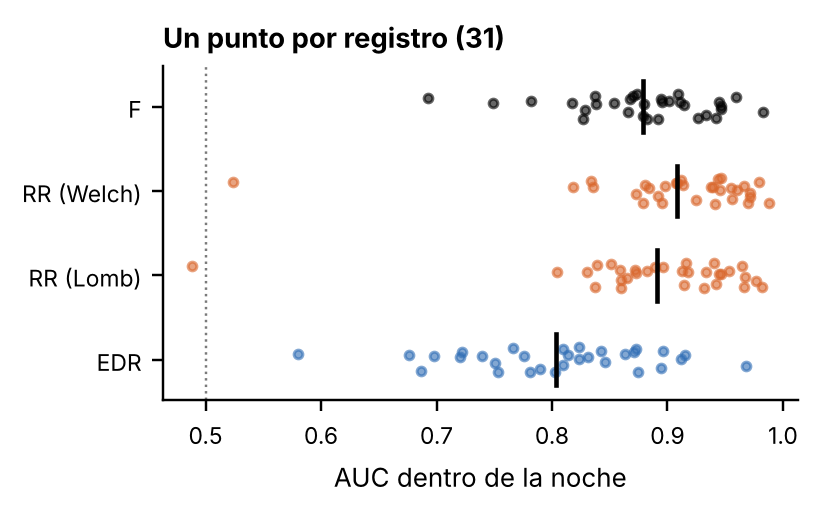 Un punto por registro (31)
F
RR (Welch)
RR (Lomb)
EDR
0.5 0.6 0.7 0.8 0.9 1.0
AUC dentro de la noche